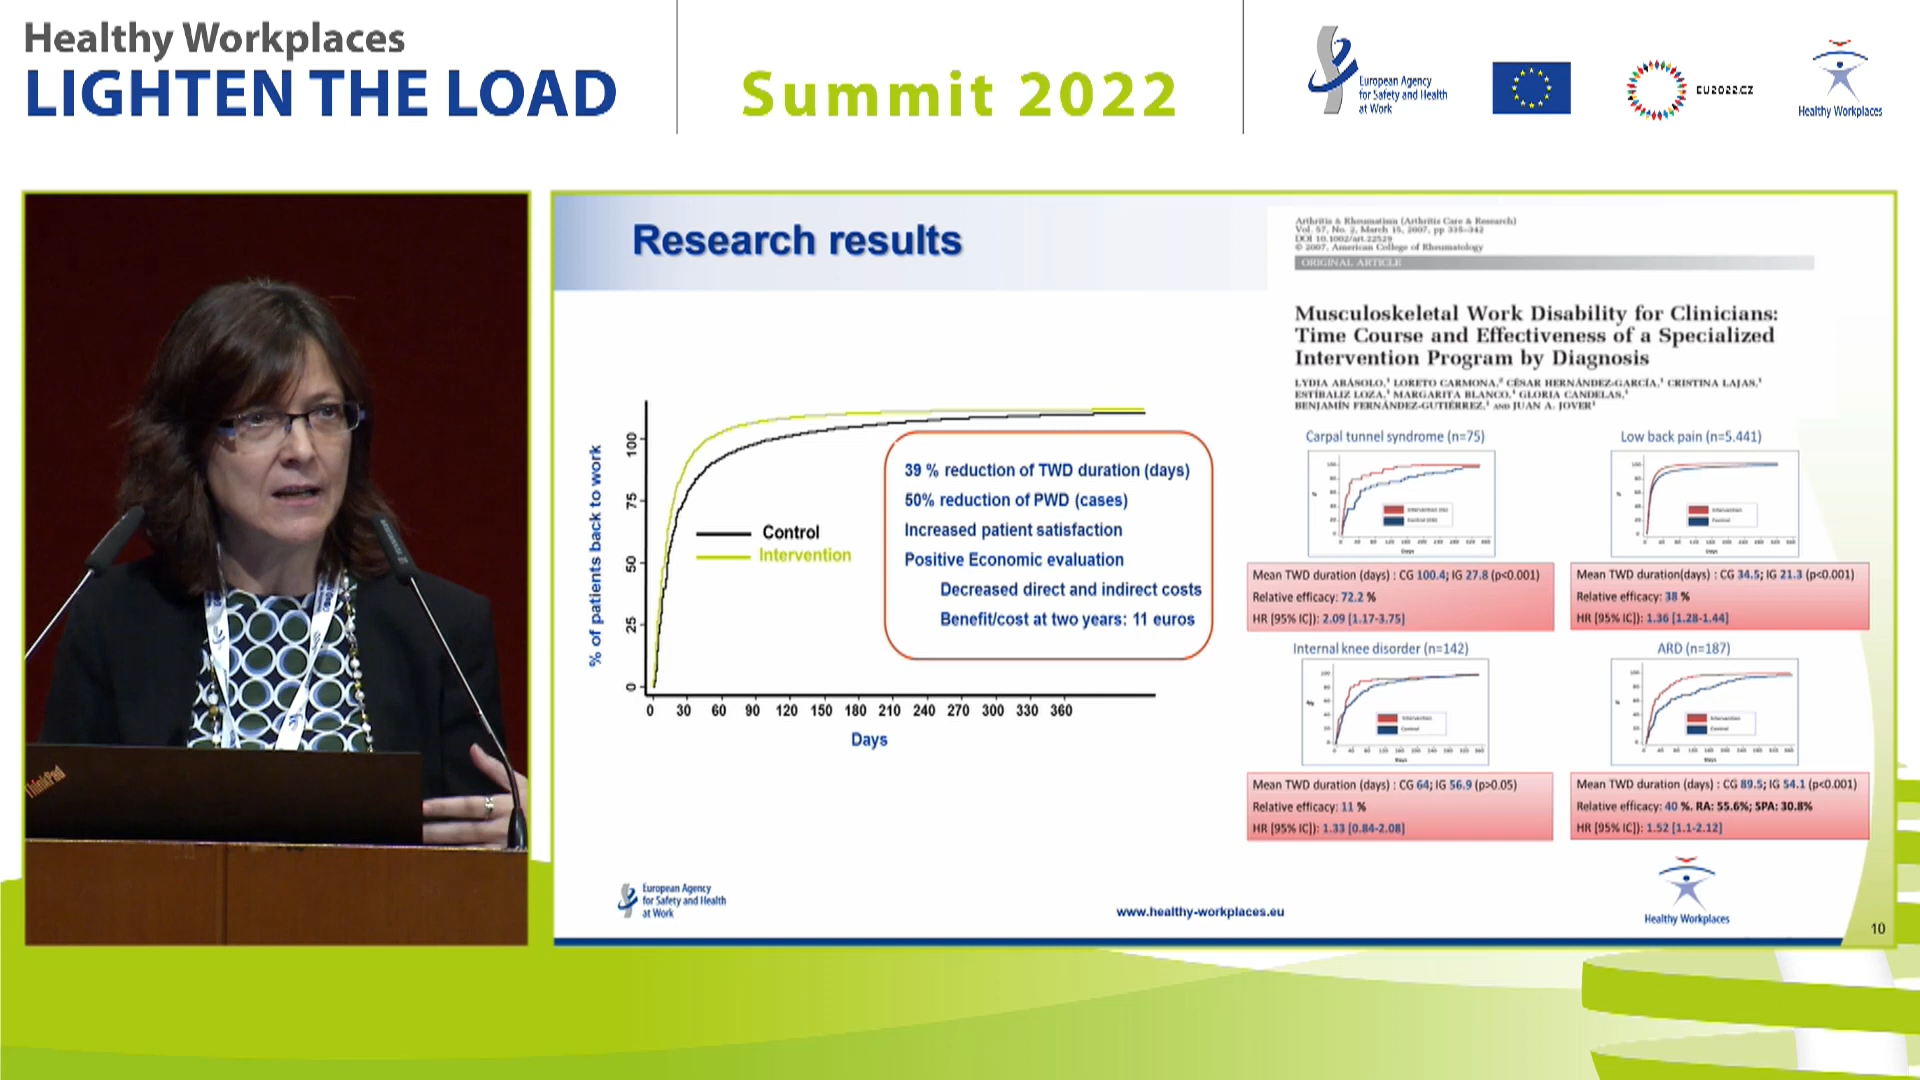 Healthy Workplaces
LIGHTEN THE LOAD
Summit 2022
European Agency
for Safety and Health
at Work
EU2022.CZ
Healthy Workplaces
ThinkPad
Research results
% of patients back to work
100
75
50
25
0
Control
Intervention
0 30 60 90 120 150 180 210 240 270 300 330 360
Days
39 % reduction of TWD duration (days)
50% reduction of PWD (cases)
Increased patient satisfaction
Positive Economic evaluation
Decreased direct and indirect costs
Benefit/cost at two years: 11 euros
Arthritis & Rheumatism (Arthritis Care & Research)
Vol. 57, No. 2, March 15, 2007, pp 335–342
DOI 10.1002/art.22529
© 2007, American College of Rheumatology
ORIGINAL ARTICLE
Musculoskeletal Work Disability for Clinicians:
Time Course and Effectiveness of a Specialized
Intervention Program by Diagnosis
LYDIA ABÁSOLO,¹ LORETO CARMONA,² CÉSAR HERNÁNDEZ-GARCÍA,¹ CRISTINA LAJAS,¹
ESTÍBALIZ LOZA,¹ MARGARITA BLANCO,¹ GLORIA CANDELAS,¹
BENJAMÍN FERNÁNDEZ-GUTIÉRREZ,¹ AND JUAN A. JOVER¹
Carpal tunnel syndrome (n=75)
Days
Mean TWD duration (days) : CG 100.4; IG 27.8 (p<0.001)
Relative efficacy: 72.2 %
HR [95% IC]): 2.09 [1.17-3.75]
Low back pain (n=5.441)
Intervention
Control
Days
Mean TWD duration(days) : CG 34.5; IG 21.3 (p<0.001)
Relative efficacy: 38 %
HR [95% IC]): 1.36 [1.28-1.44]
Internal knee disorder (n=142)
Intervention
Control
Days
Mean TWD duration (days) : CG 64; IG 56.9 (p>0.05)
Relative efficacy: 11 %
HR [95% IC]): 1.33 [0.84-2.08]
ARD (n=187)
Intervention
Control
Days
Mean TWD duration (days) : CG 89.5; IG 54.1 (p<0.001)
Relative efficacy: 40 %. RA: 55.6%; SPA: 30.8%
HR [95% IC]): 1.52 [1.1-2.12]
European Agency
for Safety and Health
at Work
www.healthy-workplaces.eu
Healthy Workplaces
10